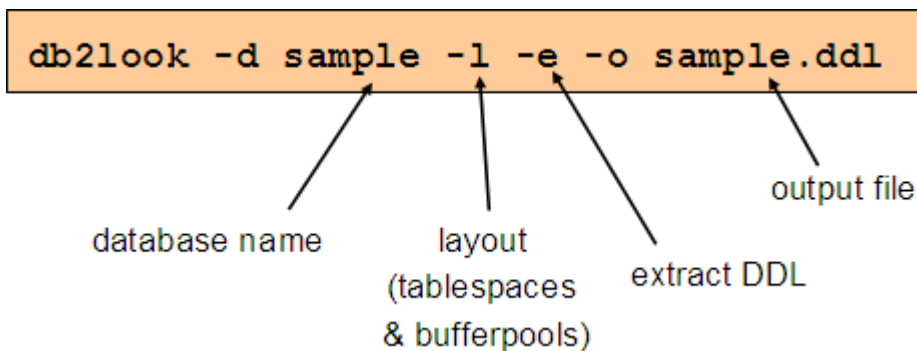 db2look -d sample -l -e -o sample.ddl
output file
database name
layout
(tablespaces
& bufferpools)
extract DDL